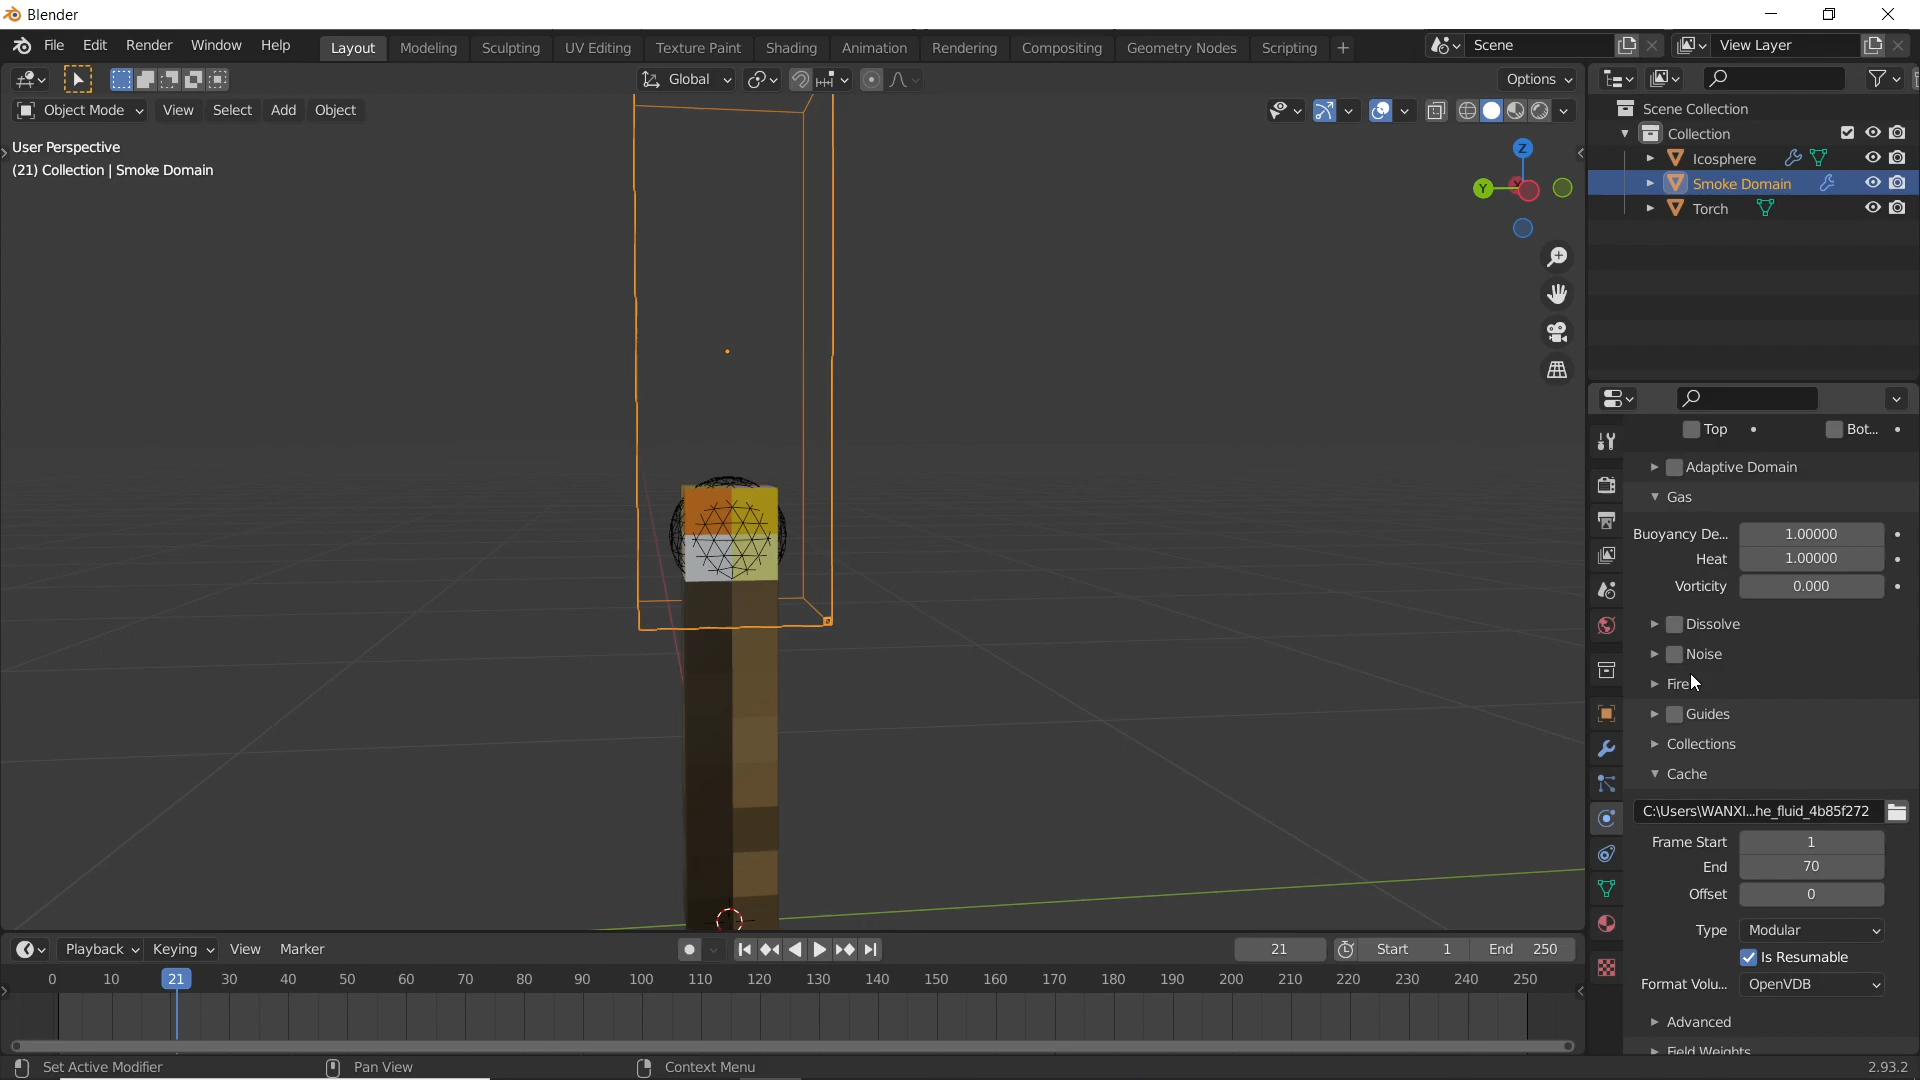 Blender
File Edit Render Window Help Layout Modeling Sculpting UV Editing Texture Paint Shading Animation Rendering Compositing Geometry Nodes Scripting + Scene View Layer
Global Options
Object Mode View Select Add Object
User Perspective
(21) Collection | Smoke Domain
Z
Y
Scene Collection
Collection
Icosphere
Smoke Domain
Torch
Top Bot...
Adaptive Domain
Gas
Buoyancy De... 1.00000
Heat 1.00000
Vorticity 0.000
Dissolve
Noise
Fire
Guides
Collections
Cache
C:\Users\WANXI...he_fluid_4b85f272
Frame Start 1
End 70
Offset 0
Type Modular
Is Resumable
Format Volu... OpenVDB
Advanced
Field Weights
Playback Keying View Marker 21 Start 1 End 250
0 10 21 30 40 50 60 70 80 90 100 110 120 130 140 150 160 170 180 190 200 210 220 230 240 250
Set Active Modifier Pan View Context Menu 2.93.2